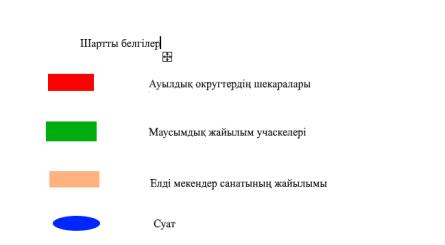 Шартты белгілер
Ауылдық округтердің шекаралары
Маусымдық жайылым учаскелері
Елді мекендер санатының жайылымы
Суат